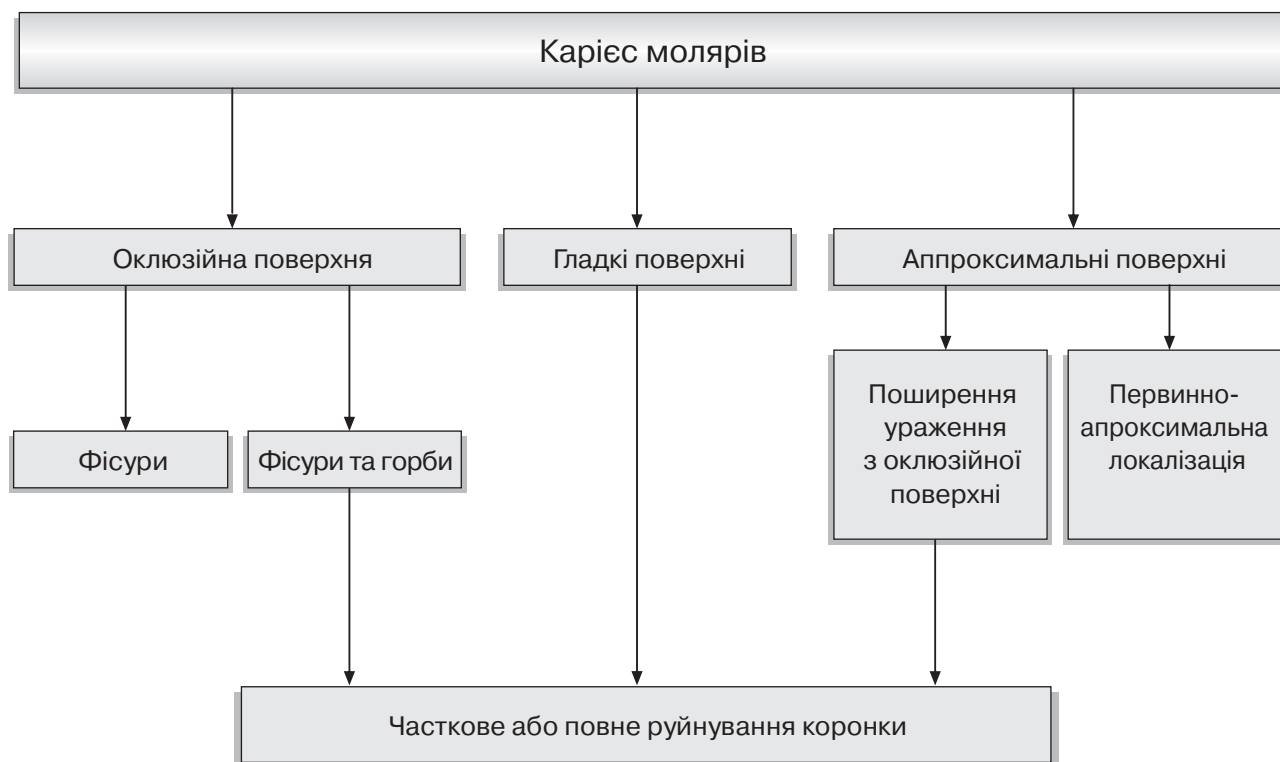 Карієс молярів
Оклюзійна поверхня
Гладкі поверхні
Аппроксимальні поверхні
Фісури
Фісури та горби
Поширення
ураження
з оклюзійної
поверхні
Первинно-
апроксимальна
локалізація
Часткове або повне руйнування коронки